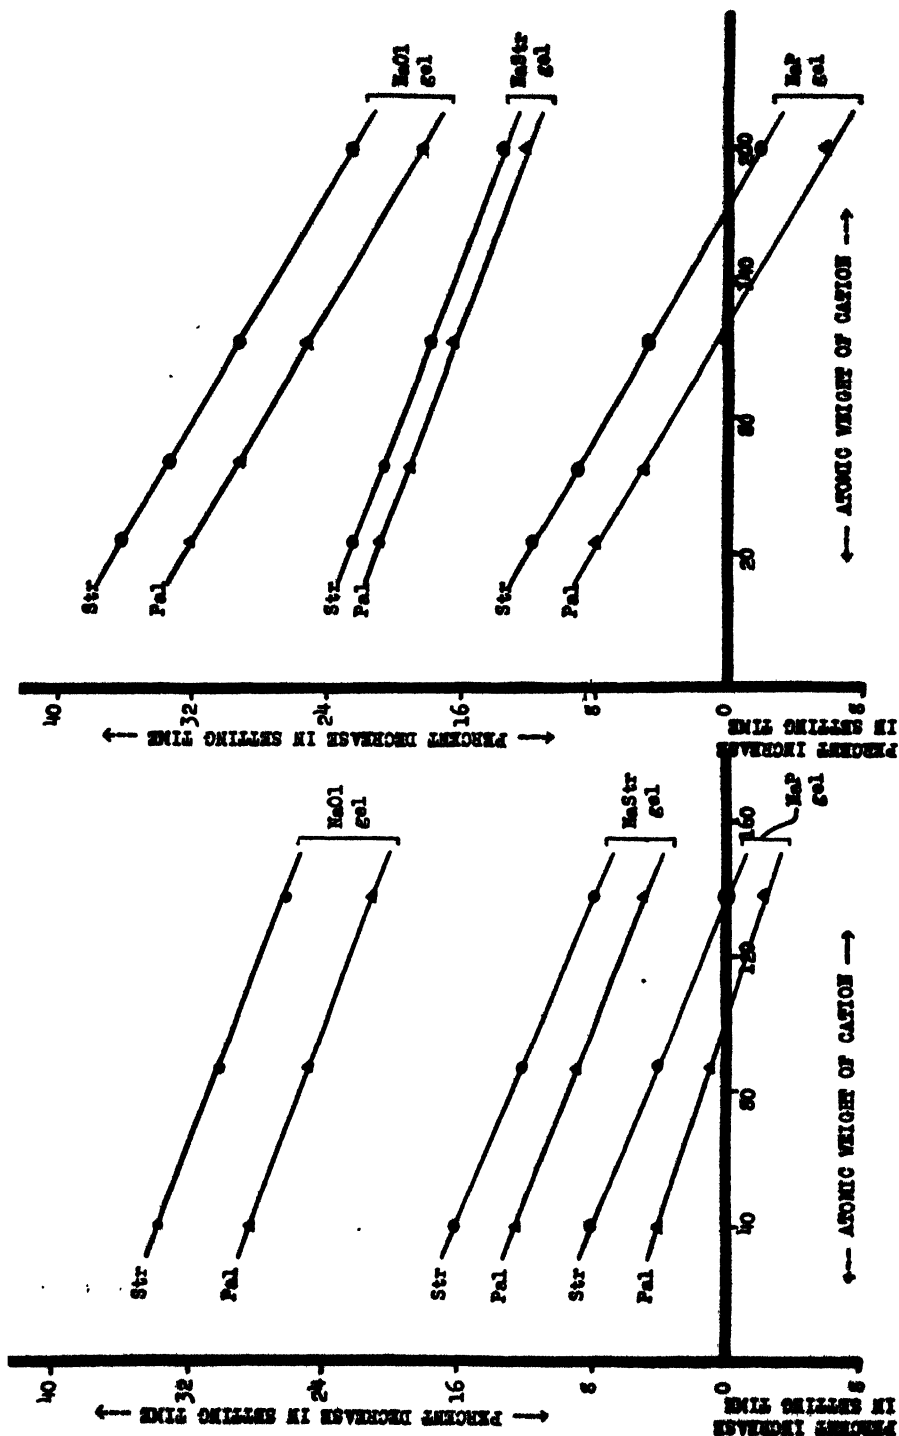 40
32
24
16
8
0
8
← PERCENT DECREASE IN SETTING TIME →
PERCENT INCREASE
IN SETTING TIME
Str
Pal
NaOl
gel
Str
Pal
NaStr
gel
Str
Pal
NaP
gel
40 80 120 160
← ATOMIC WEIGHT OF CATION →
40
32
24
16
8
0
8
← PERCENT DECREASE IN SETTING TIME →
PERCENT INCREASE
IN SETTING TIME
Str
Pal
NaOl
gel
Str
Pal
NaStr
gel
Str
Pal
NaP
gel
20 80 140 200
← ATOMIC WEIGHT OF CATION →